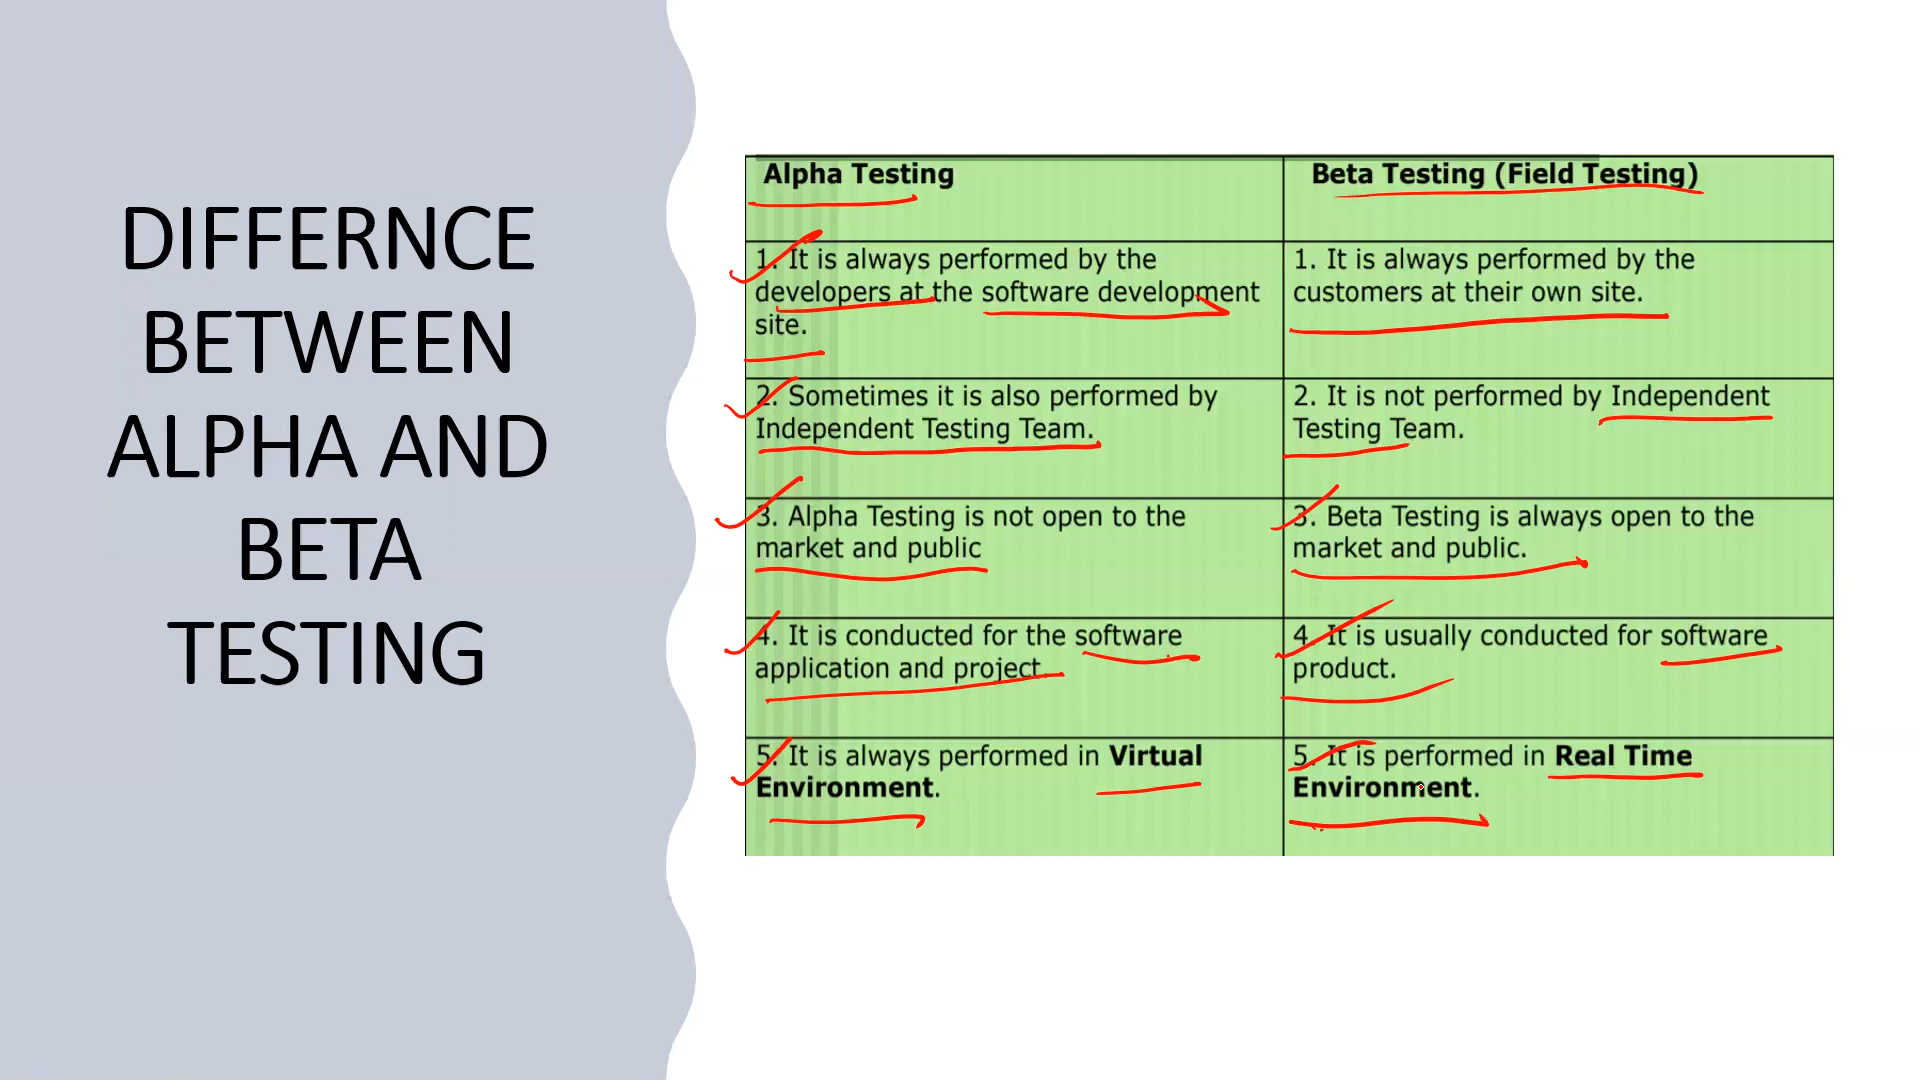 DIFFERNCE
BETWEEN
ALPHA AND
BETA
TESTING
Alpha Testing
Beta Testing (Field Testing)
1. It is always performed by the
developers at the software development
site.
1. It is always performed by the
customers at their own site.
2. Sometimes it is also performed by
Independent Testing Team.
2. It is not performed by Independent
Testing Team.
3. Alpha Testing is not open to the
market and public
3. Beta Testing is always open to the
market and public.
4. It is conducted for the software
application and project.
4. It is usually conducted for software
product.
5. It is always performed in Virtual
Environment.
5. It is performed in Real Time
Environment.